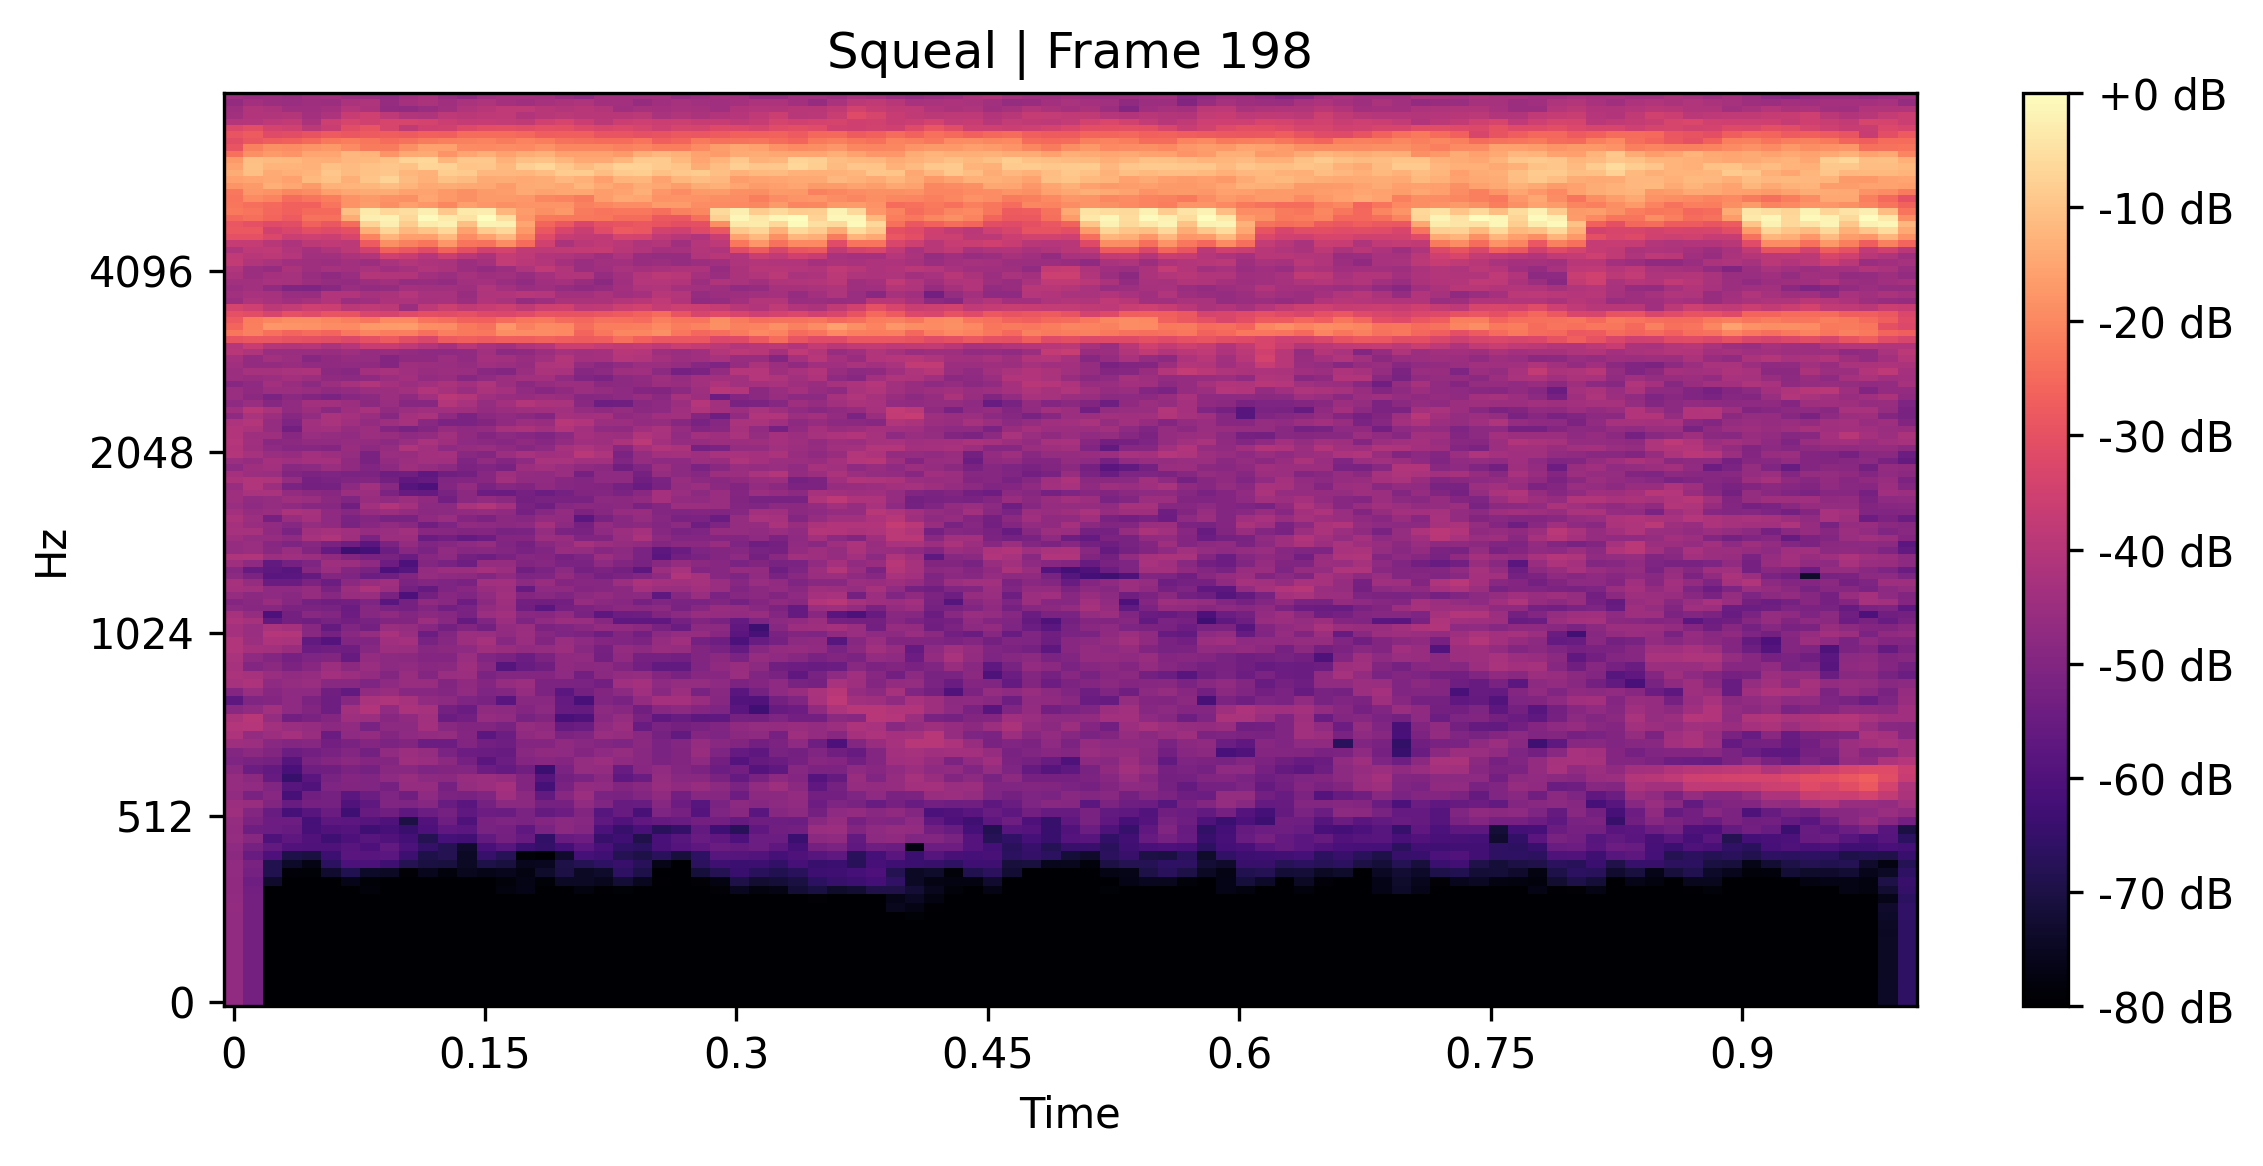 Squeal | Frame 198
+0 dB
-10 dB
-20 dB
-30 dB
-40 dB
-50 dB
-60 dB
-70 dB
-80 dB
4096
2048
1024
512
0
Hz
0 0.15 0.3 0.45 0.6 0.75 0.9
Time